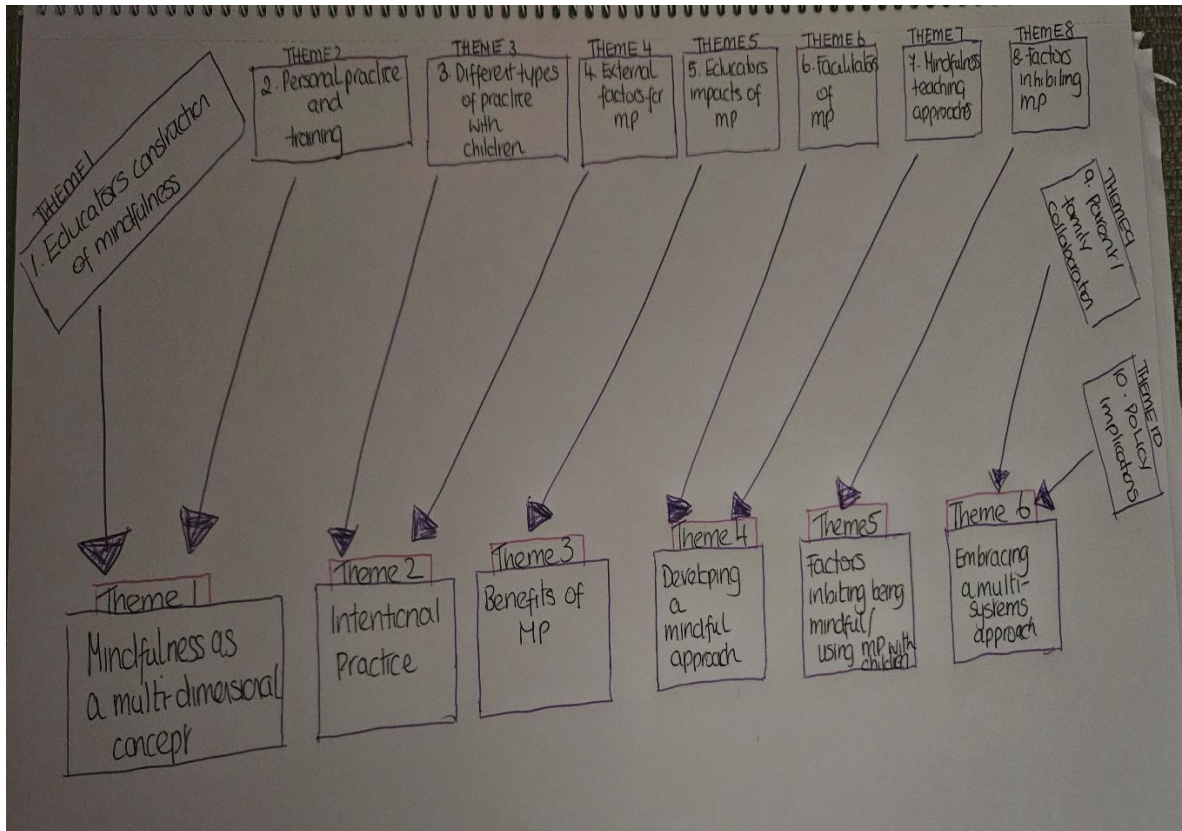 THEME 1
1. Educators construction
of mindfulness
THEME 2
2. Personal practice
and
training
THEME 3
3. Different types
of practice
with
children
THEME 4
4. External
factors for
MP
THEME 5
5. Educators
impacts of
MP
THEME 6
6. Facilitators
of
MP
THEME 7
7. Mindfulness
teaching
approaches
THEME 8
8. Factors
inhibiting
MP
THEME 9
9. Parent/
family
collaboration
THEME 10
10. Policy
implications
Theme 1
Mindfulness as
a multi-dimensional
concept
Theme 2
Intentional
Practice
Theme 3
Benefits of
MP
Theme 4
Developing
a
mindful
approach
Theme 5
Factors
inbiting being
mindful/
using MP with
children
Theme 6
Embracing
a multi-
systems
approach